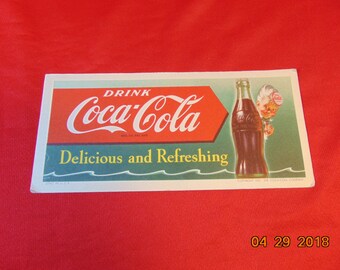 DRINK
Coca-Cola
Delicious and Refreshing
04 29 2018